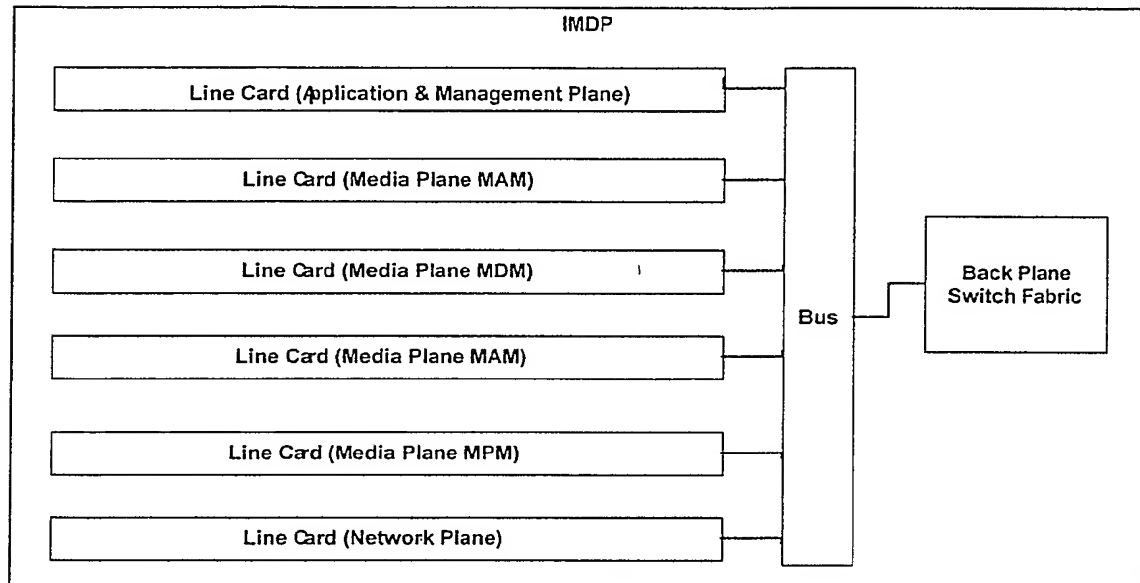 IMDP
Line Card (Application & Management Plane)
Line Card (Media Plane MAM)
Line Card (Media Plane MDM)
Line Card (Media Plane MAM)
Line Card (Media Plane MPM)
Line Card (Network Plane)
Bus
Back Plane
Switch Fabric